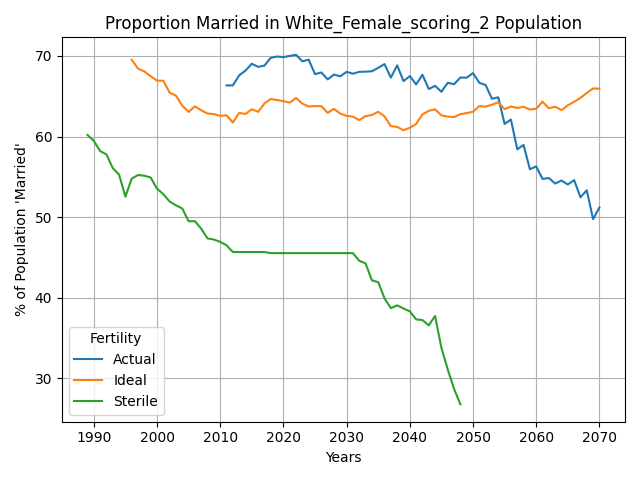 Proportion Married in White_Female_scoring_2 Population
% of Population 'Married'
70
60
50
40
30
Fertility
Actual
Ideal
Sterile
1990 2000 2010 2020 2030 2040 2050 2060 2070
Years